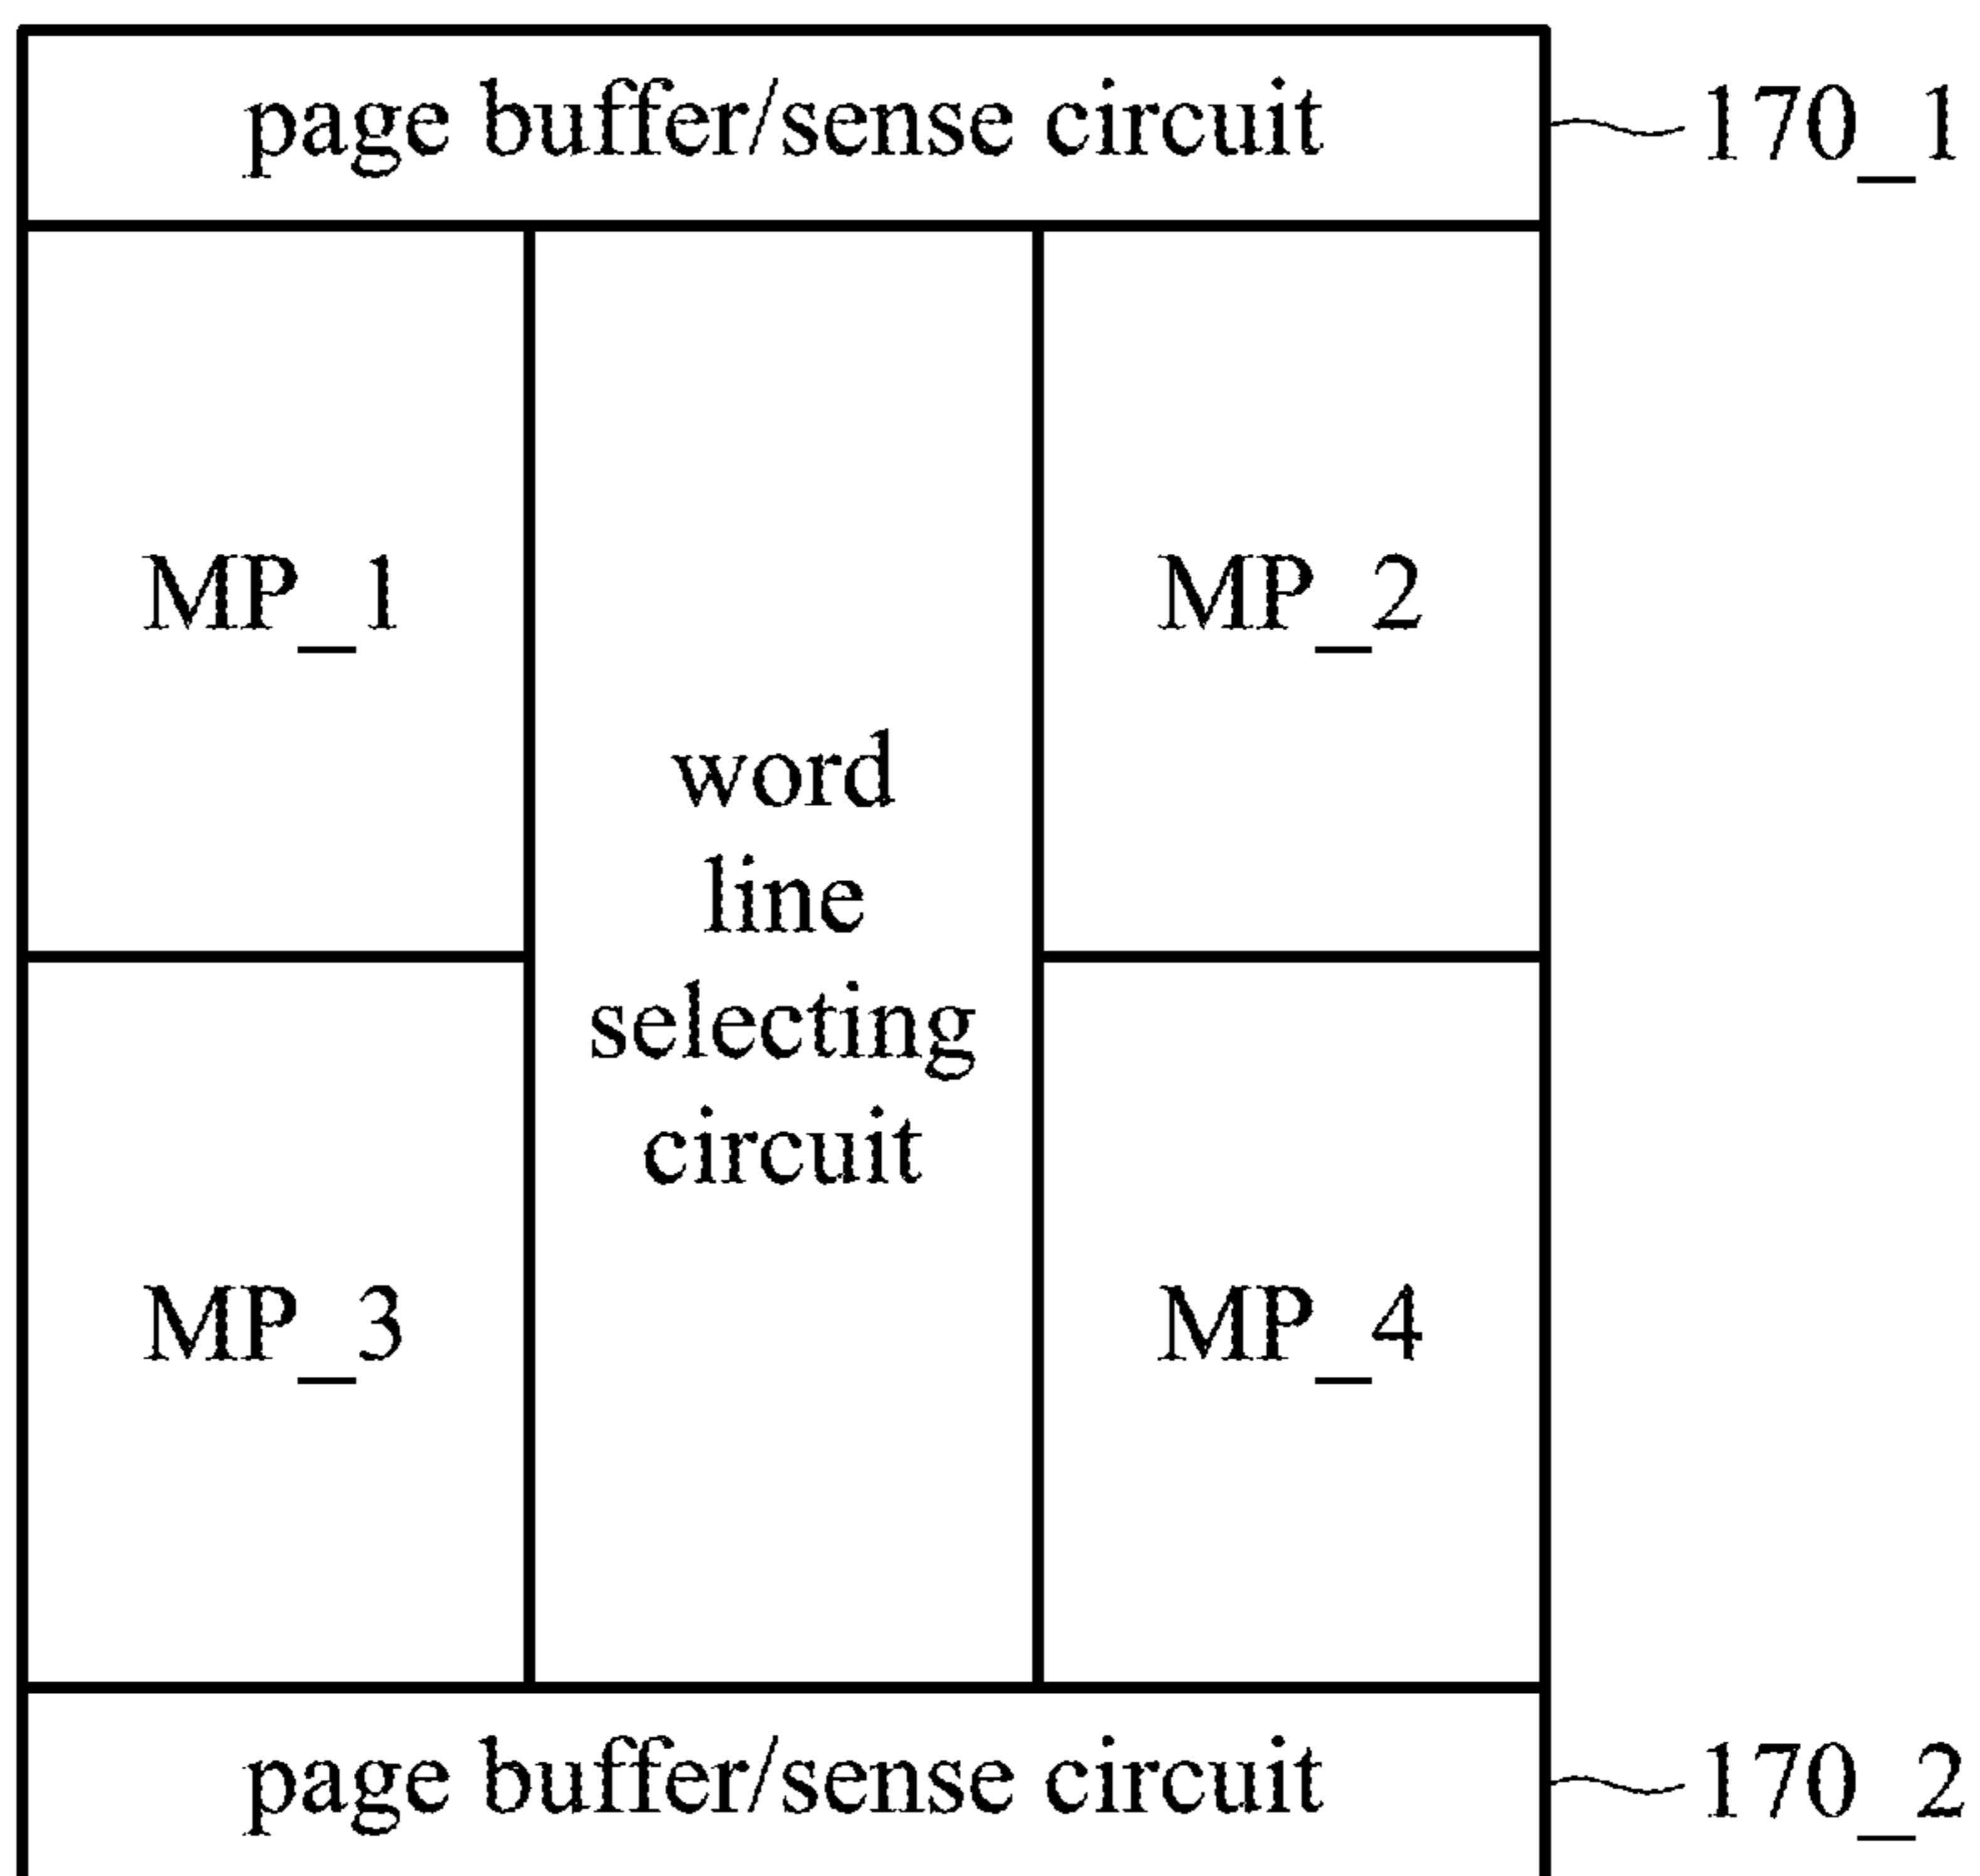 page buffer/sense circuit 170_1
MP_1 MP_2
word
line
selecting
circuit
MP_3 MP_4
page buffer/sense circuit 170_2